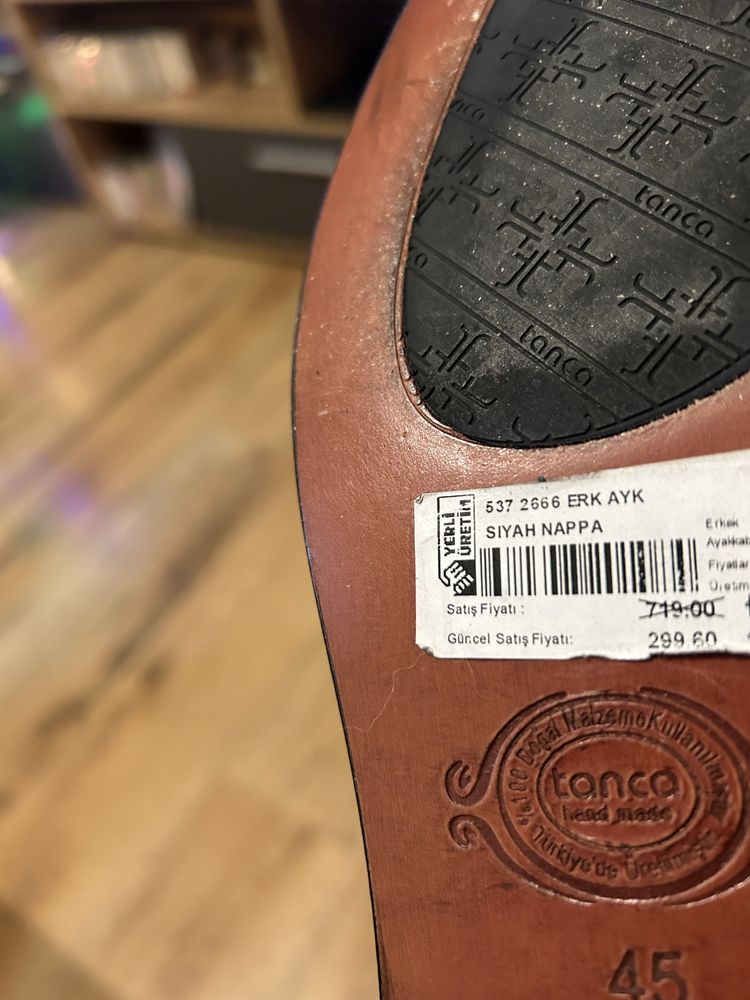 tanca
tanca
tanca
YERLİ
ÜRETİM
537 2666 ERK AYK
SIYAH NAPPA
Erkek
Fiyatlar
Satış Fiyatı :
719.00
Güncel Satış Fiyatı:
299.60
%100 Doğal Malzeme Kullanılmıştır
tanca
hand made
Türkiye'de Üretilmiştir
45